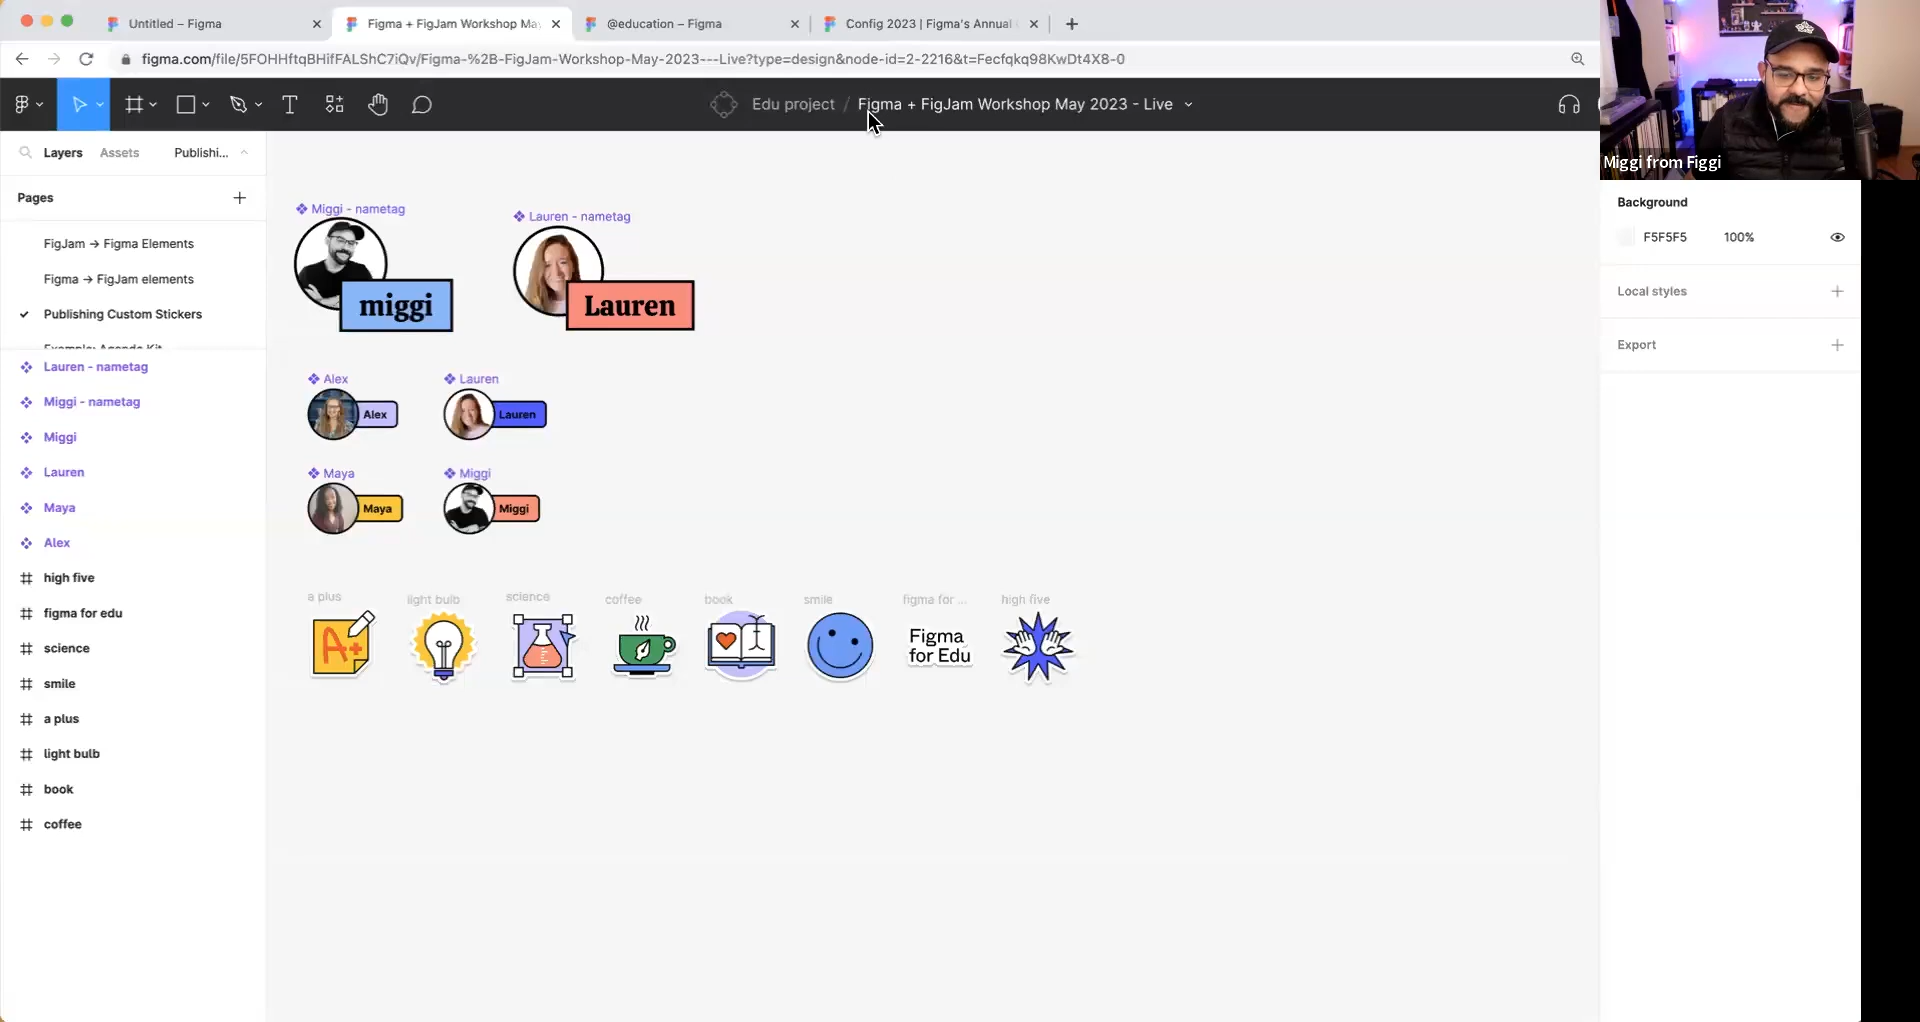 Untitled – Figma
Figma + FigJam Workshop Ma
@education – Figma
Config 2023 | Figma's Annual
figma.com/file/5FOHHftqBHifFALShC7iQv/Figma-%2B-FigJam-Workshop-May-2023---Live?type=design&node-id=2-2216&t=Fecfqkq98KwDt4X8-0
Edu project / Figma + FigJam Workshop May 2023 - Live
Miggi from Figgi
Layers
Assets
Publishi...
Pages
FigJam → Figma Elements
Figma → FigJam elements
Publishing Custom Stickers
Example: Agenda Kit
Lauren - nametag
Miggi - nametag
Miggi
Lauren
Maya
Alex
high five
figma for edu
science
smile
a plus
light bulb
book
coffee
Miggi - nametag
Lauren - nametag
miggi
Lauren
Alex
Lauren
Alex
Lauren
Maya
Miggi
Maya
Miggi
a plus
light bulb
science
coffee
book
smile
figma for ...
high five
A+
Figma
for Edu
Background
F5F5F5
100%
Local styles
Export